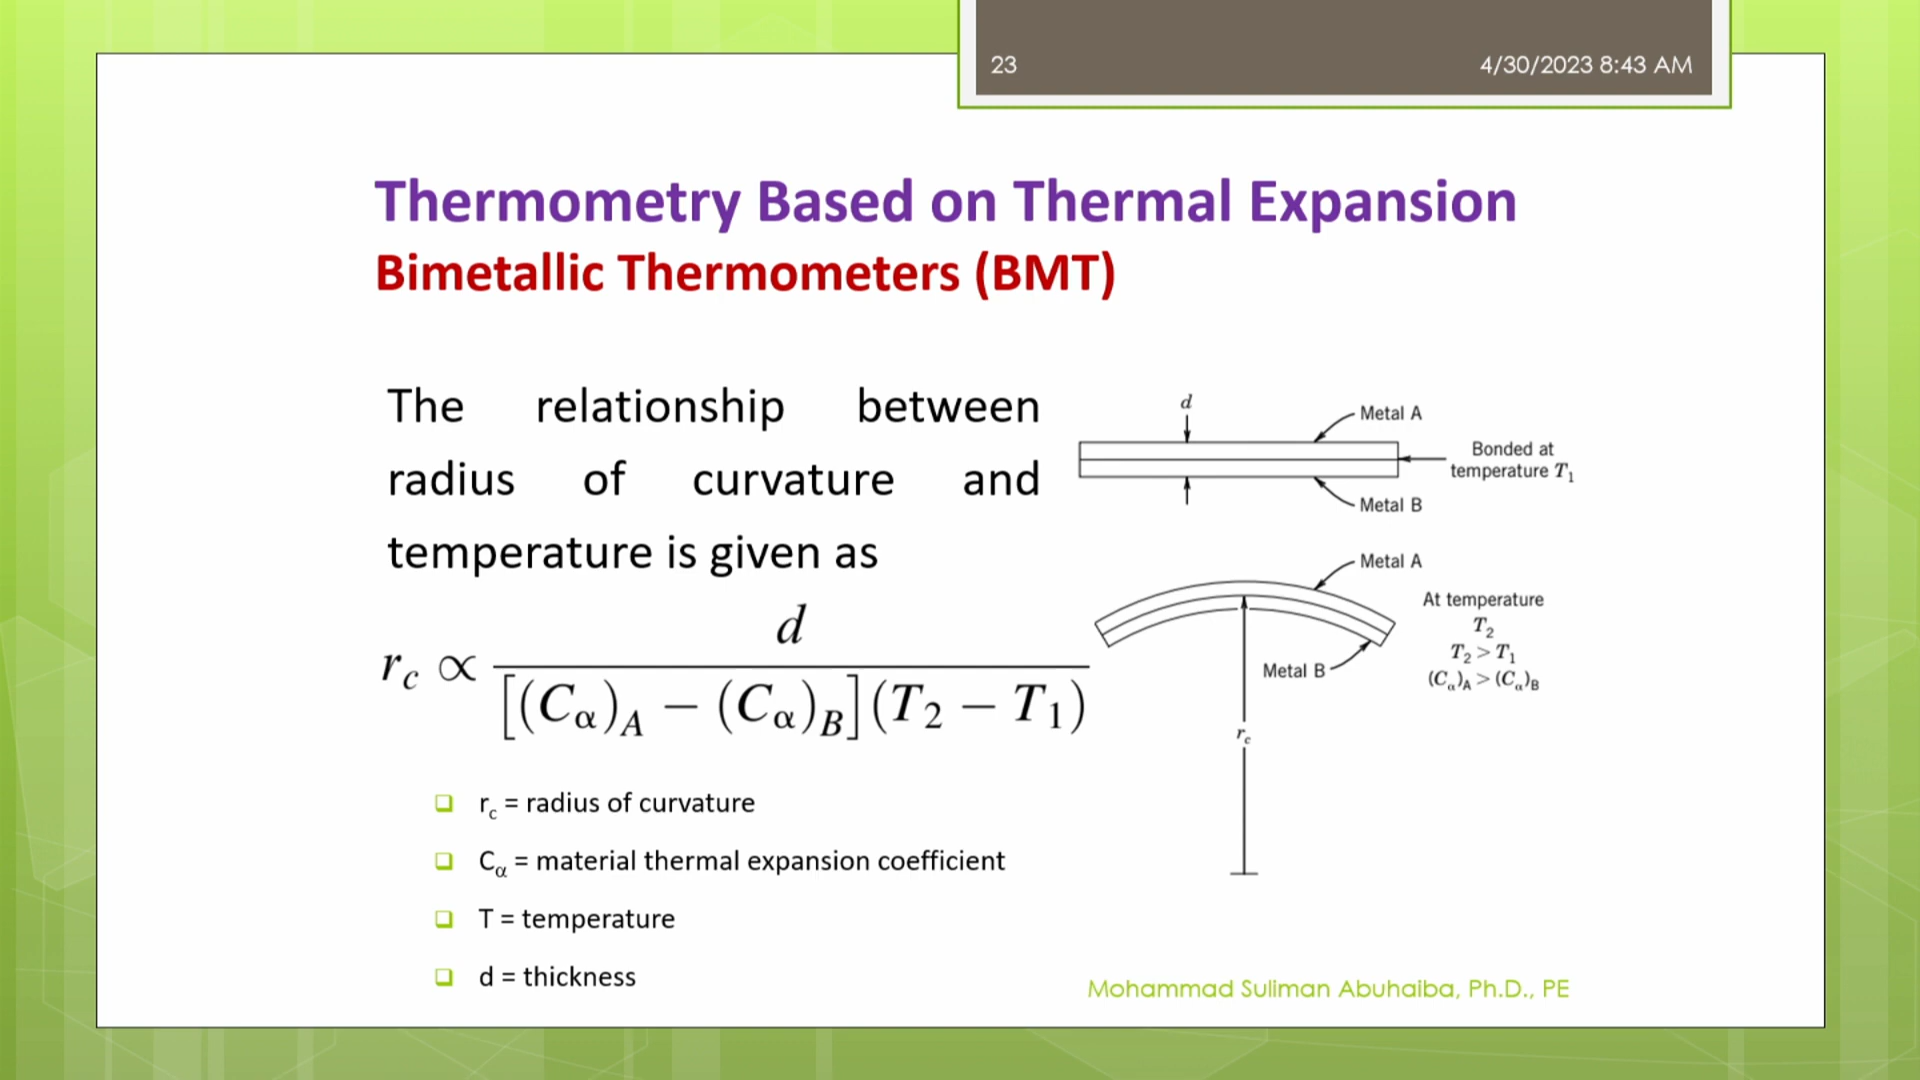 23
4/30/2023 8:43 AM
Thermometry Based on Thermal Expansion
Bimetallic Thermometers (BMT)
The relationship between
radius of curvature and
temperature is given as
r_c ∝ d / [(C_α)_A − (C_α)_B](T_2 − T_1)
r_c = radius of curvature
C_α = material thermal expansion coefficient
T = temperature
d = thickness
d
Metal A
Bonded at
temperature T_1
Metal B
Metal A
At temperature
T_2
T_2 > T_1
(C_α)_A > (C_α)_B
Metal B
r_c
Mohammad Suliman Abuhaiba, Ph.D., PE